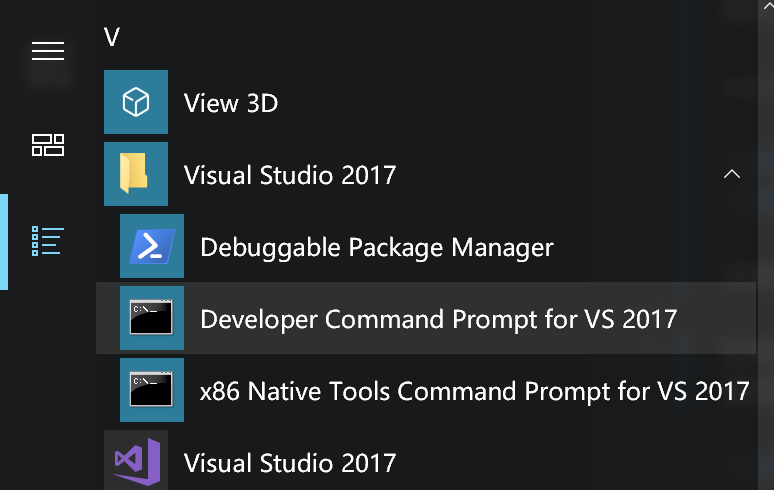 V
View 3D
Visual Studio 2017
Debuggable Package Manager
C:\._
Developer Command Prompt for VS 2017
C:\._
x86 Native Tools Command Prompt for VS 2017
Visual Studio 2017